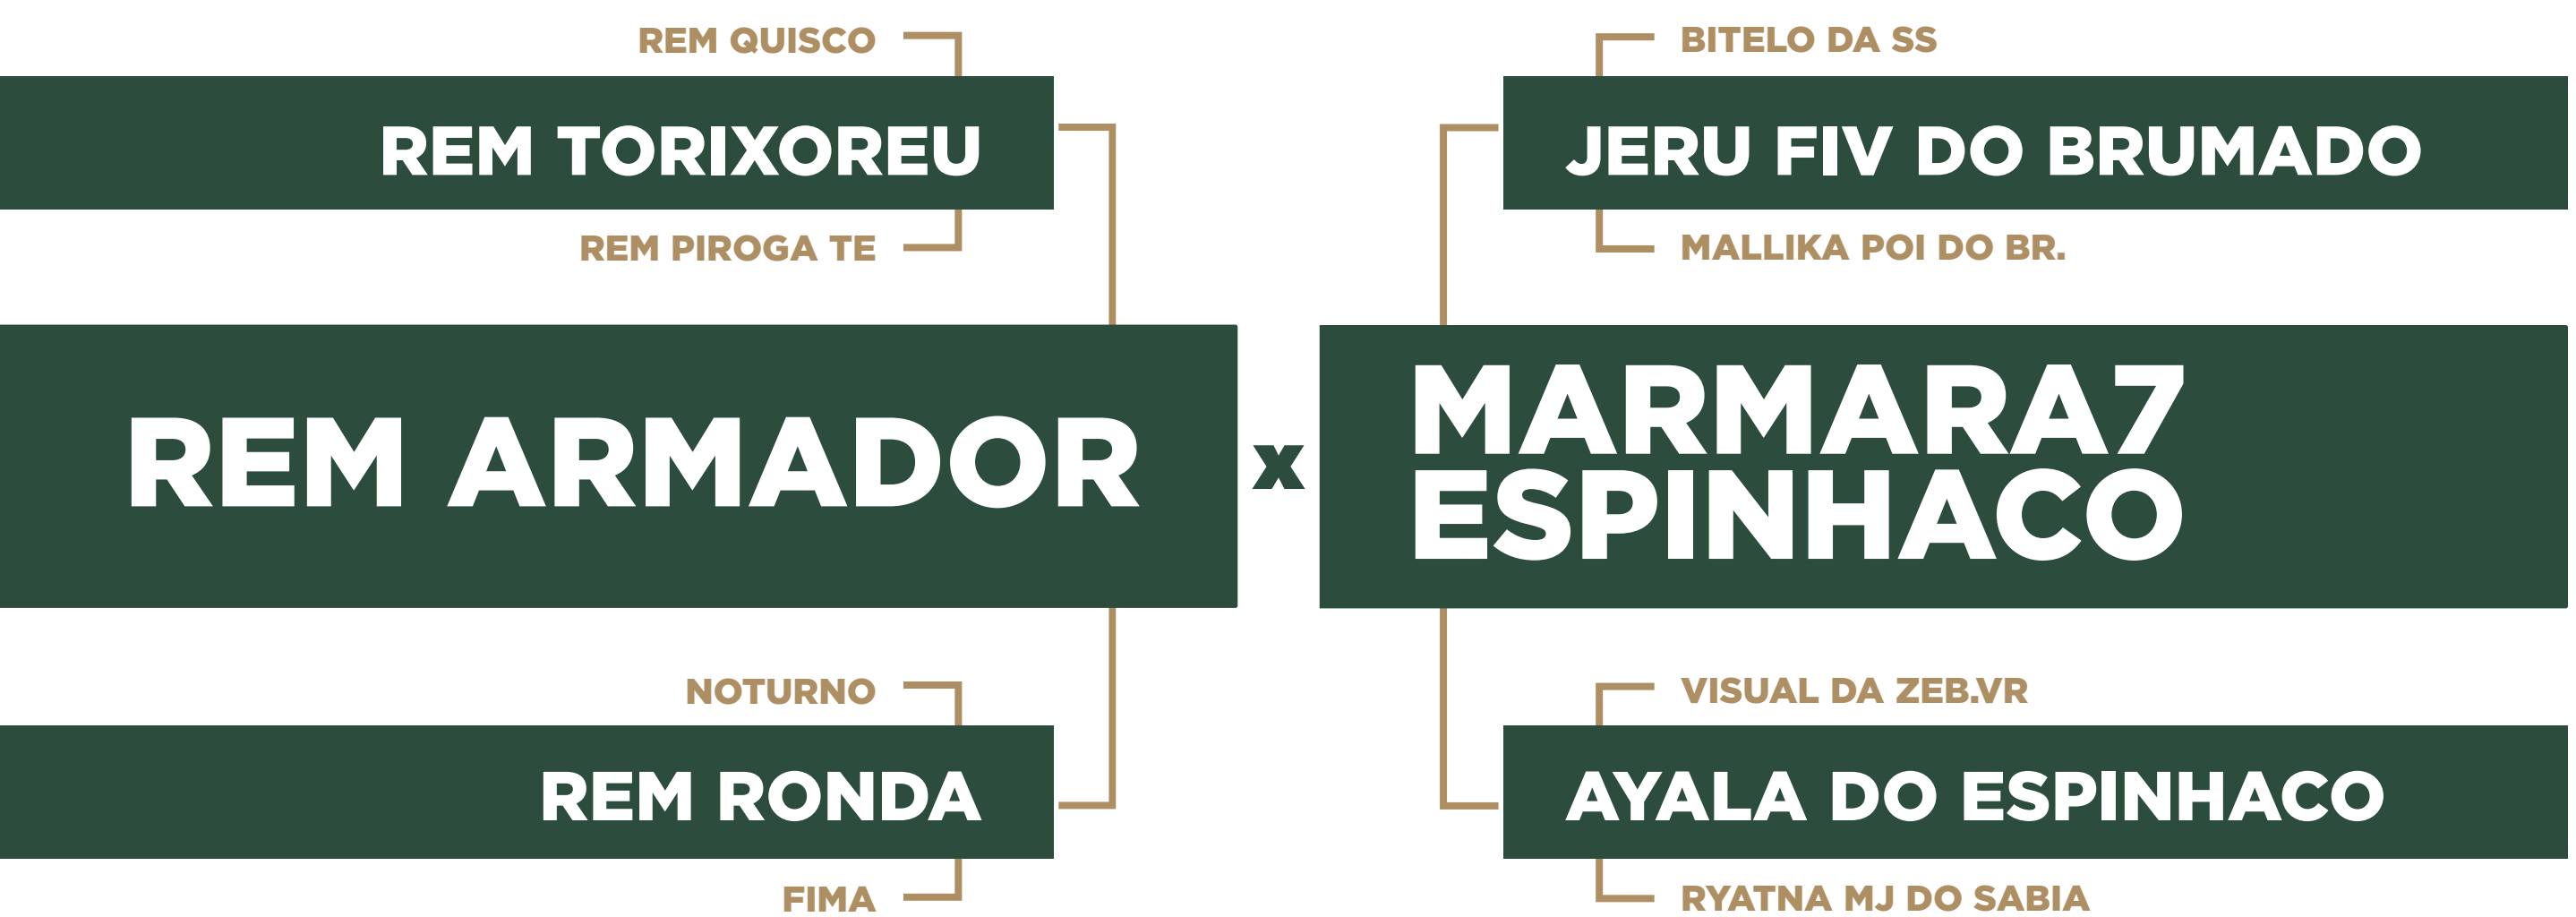 REM QUISCO
REM TORIXOREU
REM PIROGA TE
REM ARMADOR
NOTURNO
REM RONDA
FIMA
x
BITELO DA SS
JERU FIV DO BRUMADO
MALLIKA POI DO BR.
MARMARA7
ESPINHACO
VISUAL DA ZEB.VR
AYALA DO ESPINHACO
RYATNA MJ DO SABIA